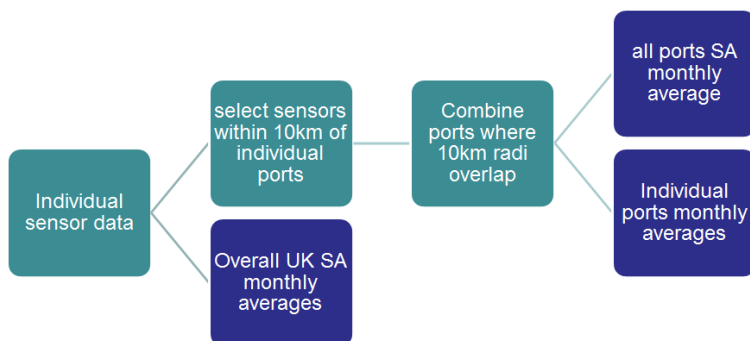 Individual
sensor data
select sensors
within 10km of
individual
ports
Overall UK SA
monthly
averages
Combine
ports where
10km radi
overlap
all ports SA
monthly
average
Individual
ports monthly
averages